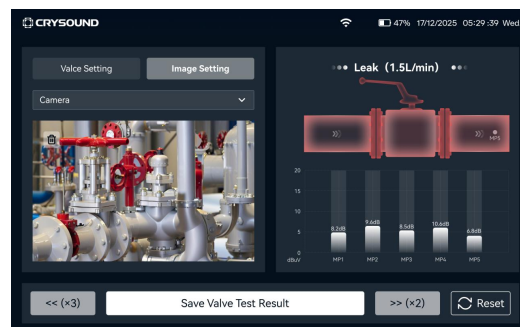 CRYSOUND
47% 17/12/2025 05:29:39 Wed
Valce Setting
Image Setting
Camera
Leak (1.5L/min)
MP5
20
15
10
5
0
dBuV
8.2dB
9.6dB
8.5dB
10.6dB
6.8dB
MP1
MP2
MP3
MP4
MP5
<< (×3)
Save Valve Test Result
>> (×2)
Reset